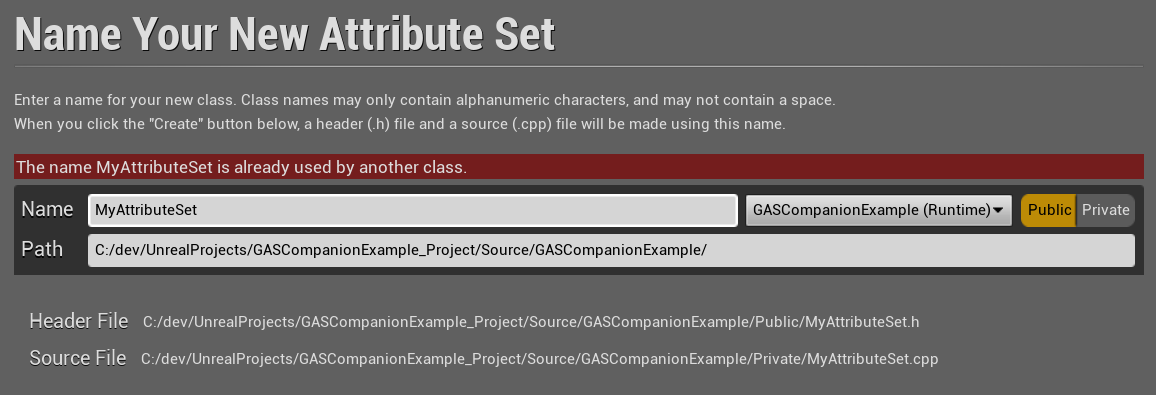 Name Your New Attribute Set
Enter a name for your new class. Class names may only contain alphanumeric characters, and may not contain a space.
When you click the "Create" button below, a header (.h) file and a source (.cpp) file will be made using this name.
The name MyAttributeSet is already used by another class.
Name MyAttributeSet GASCompanionExample (Runtime) Public Private
Path C:/dev/UnrealProjects/GASCompanionExample_Project/Source/GASCompanionExample/
Header File C:/dev/UnrealProjects/GASCompanionExample_Project/Source/GASCompanionExample/Public/MyAttributeSet.h
Source File C:/dev/UnrealProjects/GASCompanionExample_Project/Source/GASCompanionExample/Private/MyAttributeSet.cpp